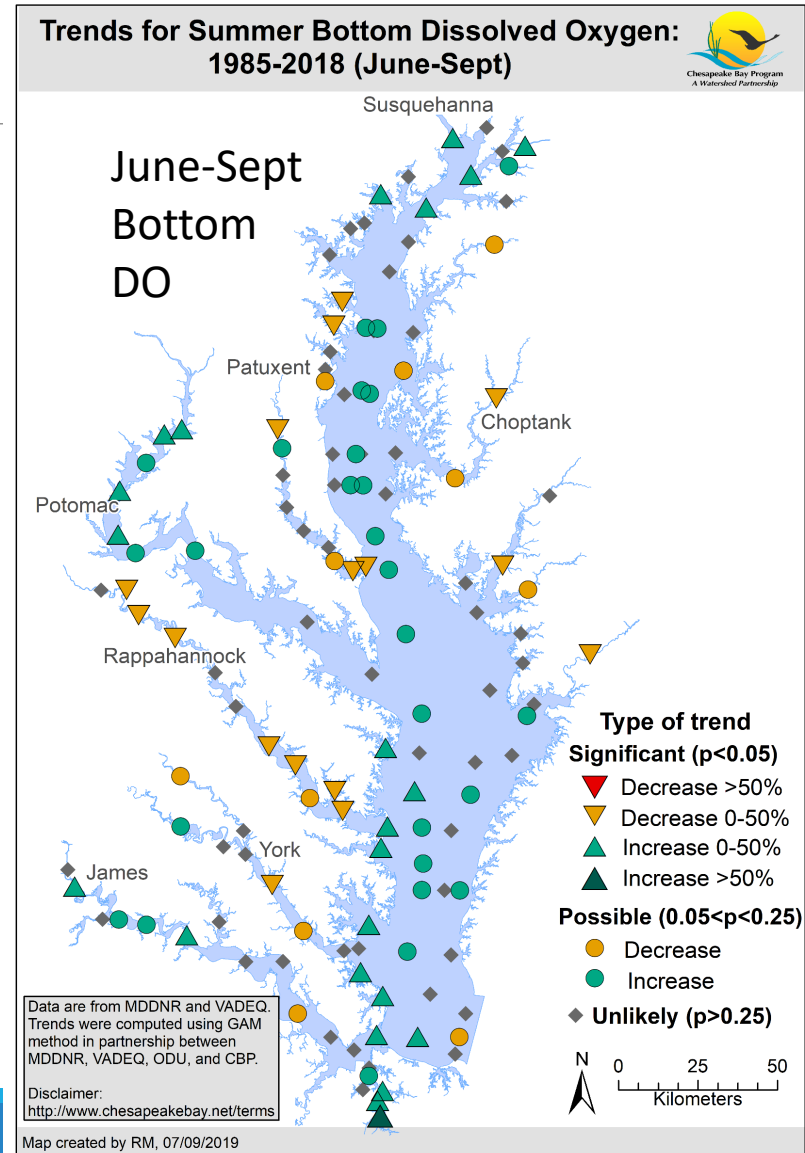 Trends for Summer Bottom Dissolved Oxygen:
1985-2018 (June-Sept)
Chesapeake Bay Program
A Watershed Partnership
Susquehanna
June-Sept
Bottom
DO
Patuxent
Choptank
Potomac
Rappahannock
York
James
Type of trend
Significant (p<0.05)
Decrease >50%
Decrease 0-50%
Increase 0-50%
Increase >50%
Possible (0.05<p<0.25)
Decrease
Increase
Unlikely (p>0.25)
Data are from MDDNR and VADEQ.
Trends were computed using GAM
method in partnership between
MDDNR, VADEQ, ODU, and CBP.
Disclaimer:
http://www.chesapeakebay.net/terms
N
0 25 50
Kilometers
Map created by RM, 07/09/2019